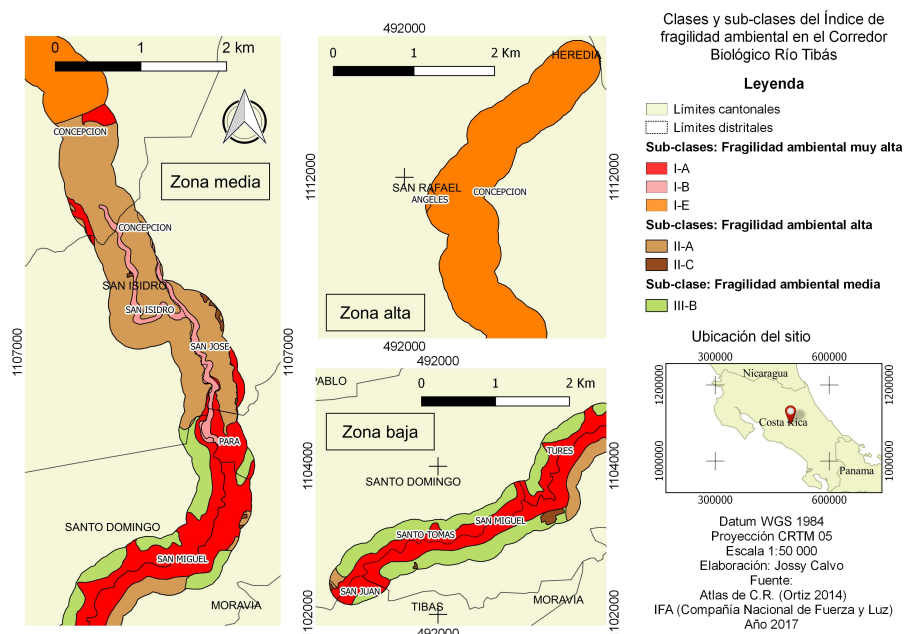 0 1 2 km
CONCEPCION
Zona media
CONCEPCION
SAN ISIDRO
SAN ISIDRO
SAN JOSE
1107000
1107000
PARA
SANTO DOMINGO
SAN MIGUEL
MORAVIA
492000
0 1 2 Km
HEREDIA
1112000
1112000
SAN RAFAEL
ANGELES
CONCEPCION
Zona alta
492000
492000
PABLO
0 1 2 Km
Zona baja
TURES
1104000
1104000
SANTO DOMINGO
SANTO TOMAS
SAN MIGUEL
SAN JUAN
TIBAS
MORAVIA
1102000
1102000
492000
Clases y sub-clases del Índice de
fragilidad ambiental en el Corredor
Biológico Río Tibás
Leyenda
Límites cantonales
Límites distritales
Sub-clases: Fragilidad ambiental muy alta
I-A
I-B
I-E
Sub-clases: Fragilidad ambiental alta
II-A
II-C
Sub-clase: Fragilidad ambiental media
III-B
Ubicación del sitio
300000 600000
1200000
1200000
Nicaragua
Costa Rica
Panama
1000000
1000000
300000 600000
Datum WGS 1984
Proyección CRTM 05
Escala 1:50 000
Elaboración: Jossy Calvo
Fuente:
Atlas de C.R. (Ortiz 2014)
IFA (Compañía Nacional de Fuerza y Luz)
Año 2017